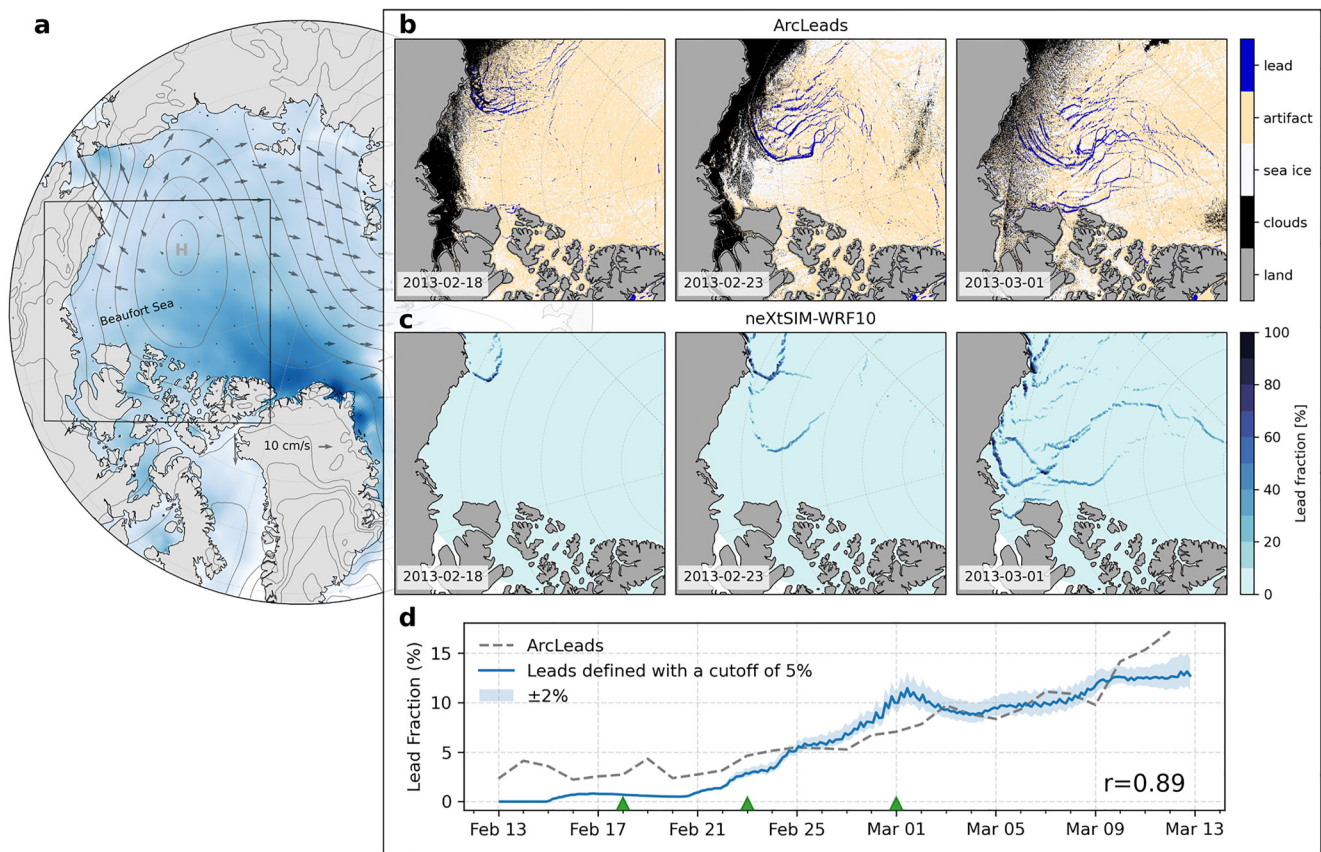 a
H
Beaufort Sea
10 cm/s
b
ArcLeads
2013-02-18
2013-02-23
2013-03-01
lead
artifact
sea ice
clouds
land
c
neXtSIM-WRF10
2013-02-18
2013-02-23
2013-03-01
100
80
60
40
20
0
Lead fraction [%]
d
Lead Fraction (%)
15
10
5
0
ArcLeads
Leads defined with a cutoff of 5%
±2%
r=0.89
Feb 13 Feb 17 Feb 21 Feb 25 Mar 01 Mar 05 Mar 09 Mar 13